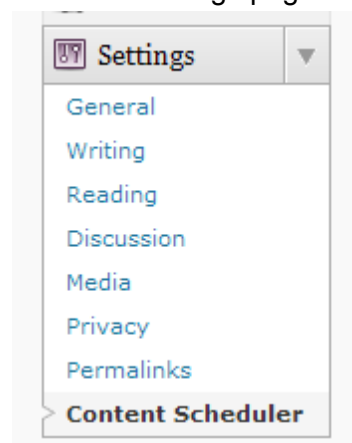 Settings
General
Writing
Reading
Discussion
Media
Privacy
Permalinks
Content Scheduler